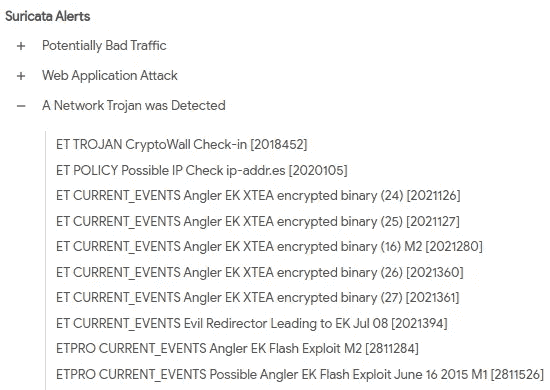 Suricata Alerts
+ Potentially Bad Traffic
+ Web Application Attack
− A Network Trojan was Detected
ET TROJAN CryptoWall Check-in [2018452]
ET POLICY Possible IP Check ip-addr.es [2020105]
ET CURRENT_EVENTS Angler EK XTEA encrypted binary (24) [2021126]
ET CURRENT_EVENTS Angler EK XTEA encrypted binary (25) [2021127]
ET CURRENT_EVENTS Angler EK XTEA encrypted binary (16) M2 [2021280]
ET CURRENT_EVENTS Angler EK XTEA encrypted binary (26) [2021360]
ET CURRENT_EVENTS Angler EK XTEA encrypted binary (27) [2021361]
ET CURRENT_EVENTS Evil Redirector Leading to EK Jul 08 [2021394]
ETPRO CURRENT_EVENTS Angler EK Flash Exploit M2 [2811284]
ETPRO CURRENT_EVENTS Possible Angler EK Flash Exploit June 16 2015 M1 [2811526]